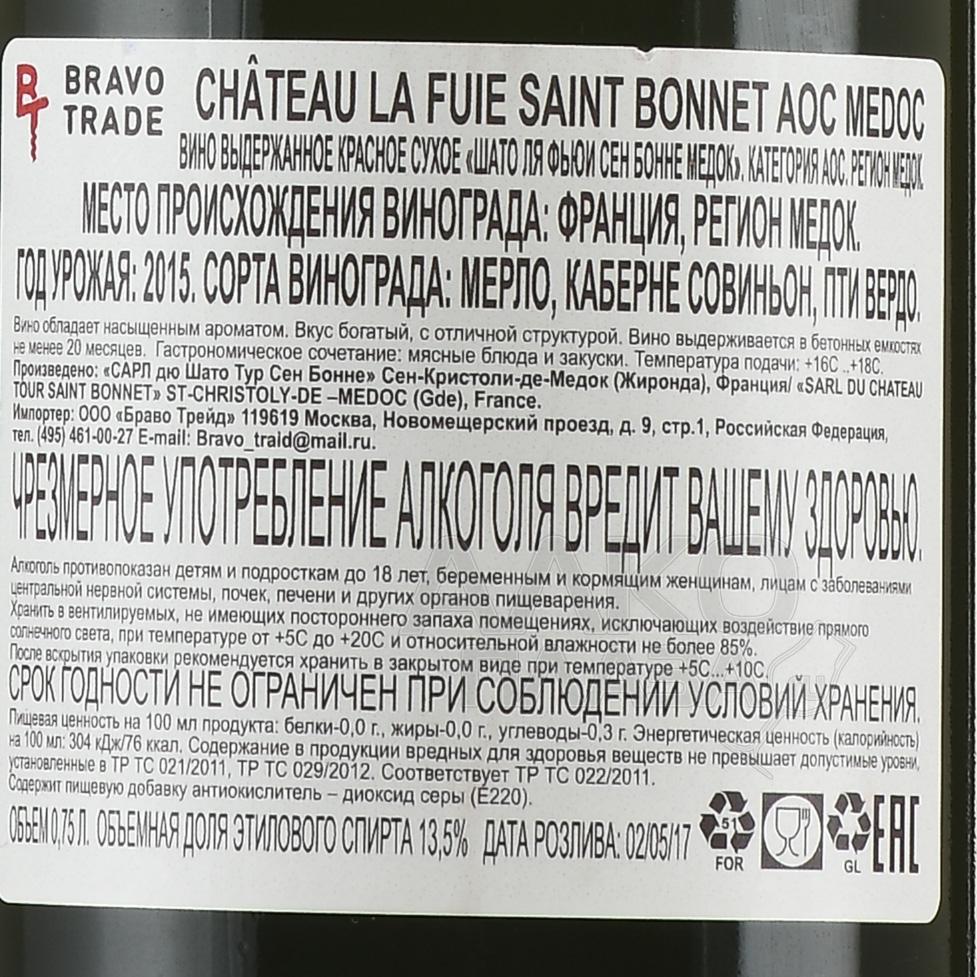 BRAVO
TRADE
CHÂTEAU LA FUIE SAINT BONNET AOC MEDOC
ВИНО ВЫДЕРЖАННОЕ КРАСНОЕ СУХОЕ «ШАТО ЛЯ ФЬЮИ СЕН БОННЕ МЕДОК». КАТЕГОРИЯ АОС. РЕГИОН МЕДОК.
МЕСТО ПРОИСХОЖДЕНИЯ ВИНОГРАДА: ФРАНЦИЯ, РЕГИОН МЕДОК.
ГОД УРОЖАЯ: 2015. СОРТА ВИНОГРАДА: МЕРЛО, КАБЕРНЕ СОВИНЬОН, ПТИ ВЕРДО.
Вино обладает насыщенным ароматом. Вкус богатый, с отличной структурой. Вино выдерживается в бетонных емкостях
не менее 20 месяцев. Гастрономическое сочетание: мясные блюда и закуски. Температура подачи: +16С ..+18С.
Произведено: «САРЛ дю Шато Тур Сен Бонне» Сен-Кристоли-де-Медок (Жиронда), Франция/ «SARL DU CHATEAU
TOUR SAINT BONNET» ST-CHRISTOLY-DE –MEDOC (Gde), France.
Импортер: ООО «Браво Трейд» 119619 Москва, Новомещерский проезд, д. 9, стр.1, Российская Федерация,
тел. (495) 461-00-27 E-mail: Bravo_traid@mail.ru.
ЧРЕЗМЕРНОЕ УПОТРЕБЛЕНИЕ АЛКОГОЛЯ ВРЕДИТ ВАШЕМУ ЗДОРОВЬЮ.
Алкоголь противопоказан детям и подросткам до 18 лет, беременным и кормящим женщинам, лицам с заболеваниями
центральной нервной системы, почек, печени и других органов пищеварения.
Хранить в вентилируемых, не имеющих постороннего запаха помещениях, исключающих воздействие прямого
солнечного света, при температуре от +5С до +20С и относительной влажности не более 85%.
После вскрытия упаковки рекомендуется хранить в закрытом виде при температуре +5С...+10С.
СРОК ГОДНОСТИ НЕ ОГРАНИЧЕН ПРИ СОБЛЮДЕНИИ УСЛОВИЙ ХРАНЕНИЯ.
Пищевая ценность на 100 мл продукта: белки-0,0 г., жиры-0,0 г., углеводы-0,3 г. Энергетическая ценность (калорийность)
на 100 мл: 304 кДж/76 ккал. Содержание в продукции вредных для здоровья веществ не превышает допустимые уровни,
установленные в ТР ТС 021/2011, ТР ТС 029/2012. Соответствует ТР ТС 022/2011.
Содержит пищевую добавку антиокислитель – диоксид серы (Е220).
ОБЪЕМ 0,75 Л. ОБЪЕМНАЯ ДОЛЯ ЭТИЛОВОГО СПИРТА 13,5% ДАТА РОЗЛИВА: 02/05/17
51
FOR
GL
EAC